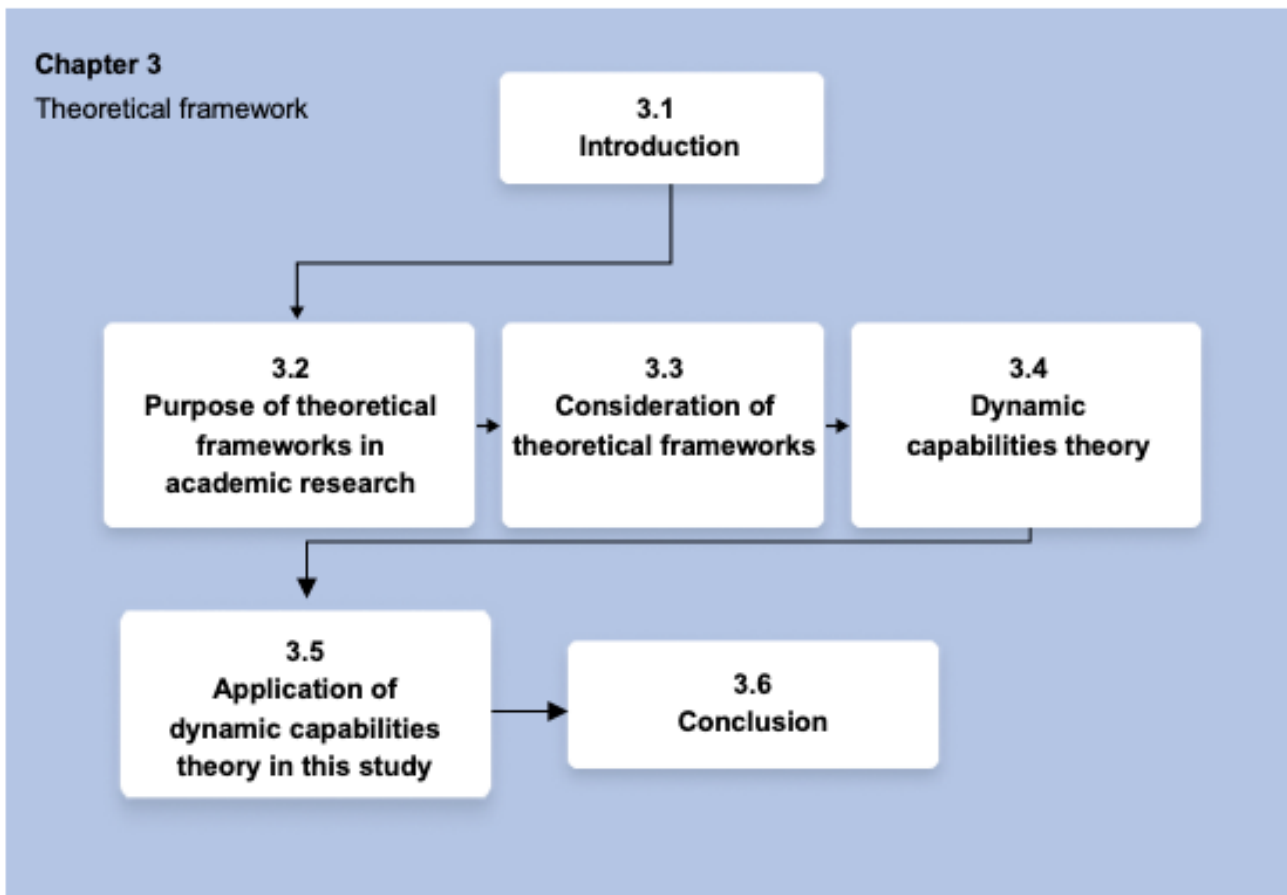 Chapter 3
Theoretical framework
3.1
Introduction
3.2
Purpose of theoretical
frameworks in
academic research
3.3
Consideration of
theoretical frameworks
3.4
Dynamic
capabilities theory
3.5
Application of
dynamic capabilities
theory in this study
3.6
Conclusion